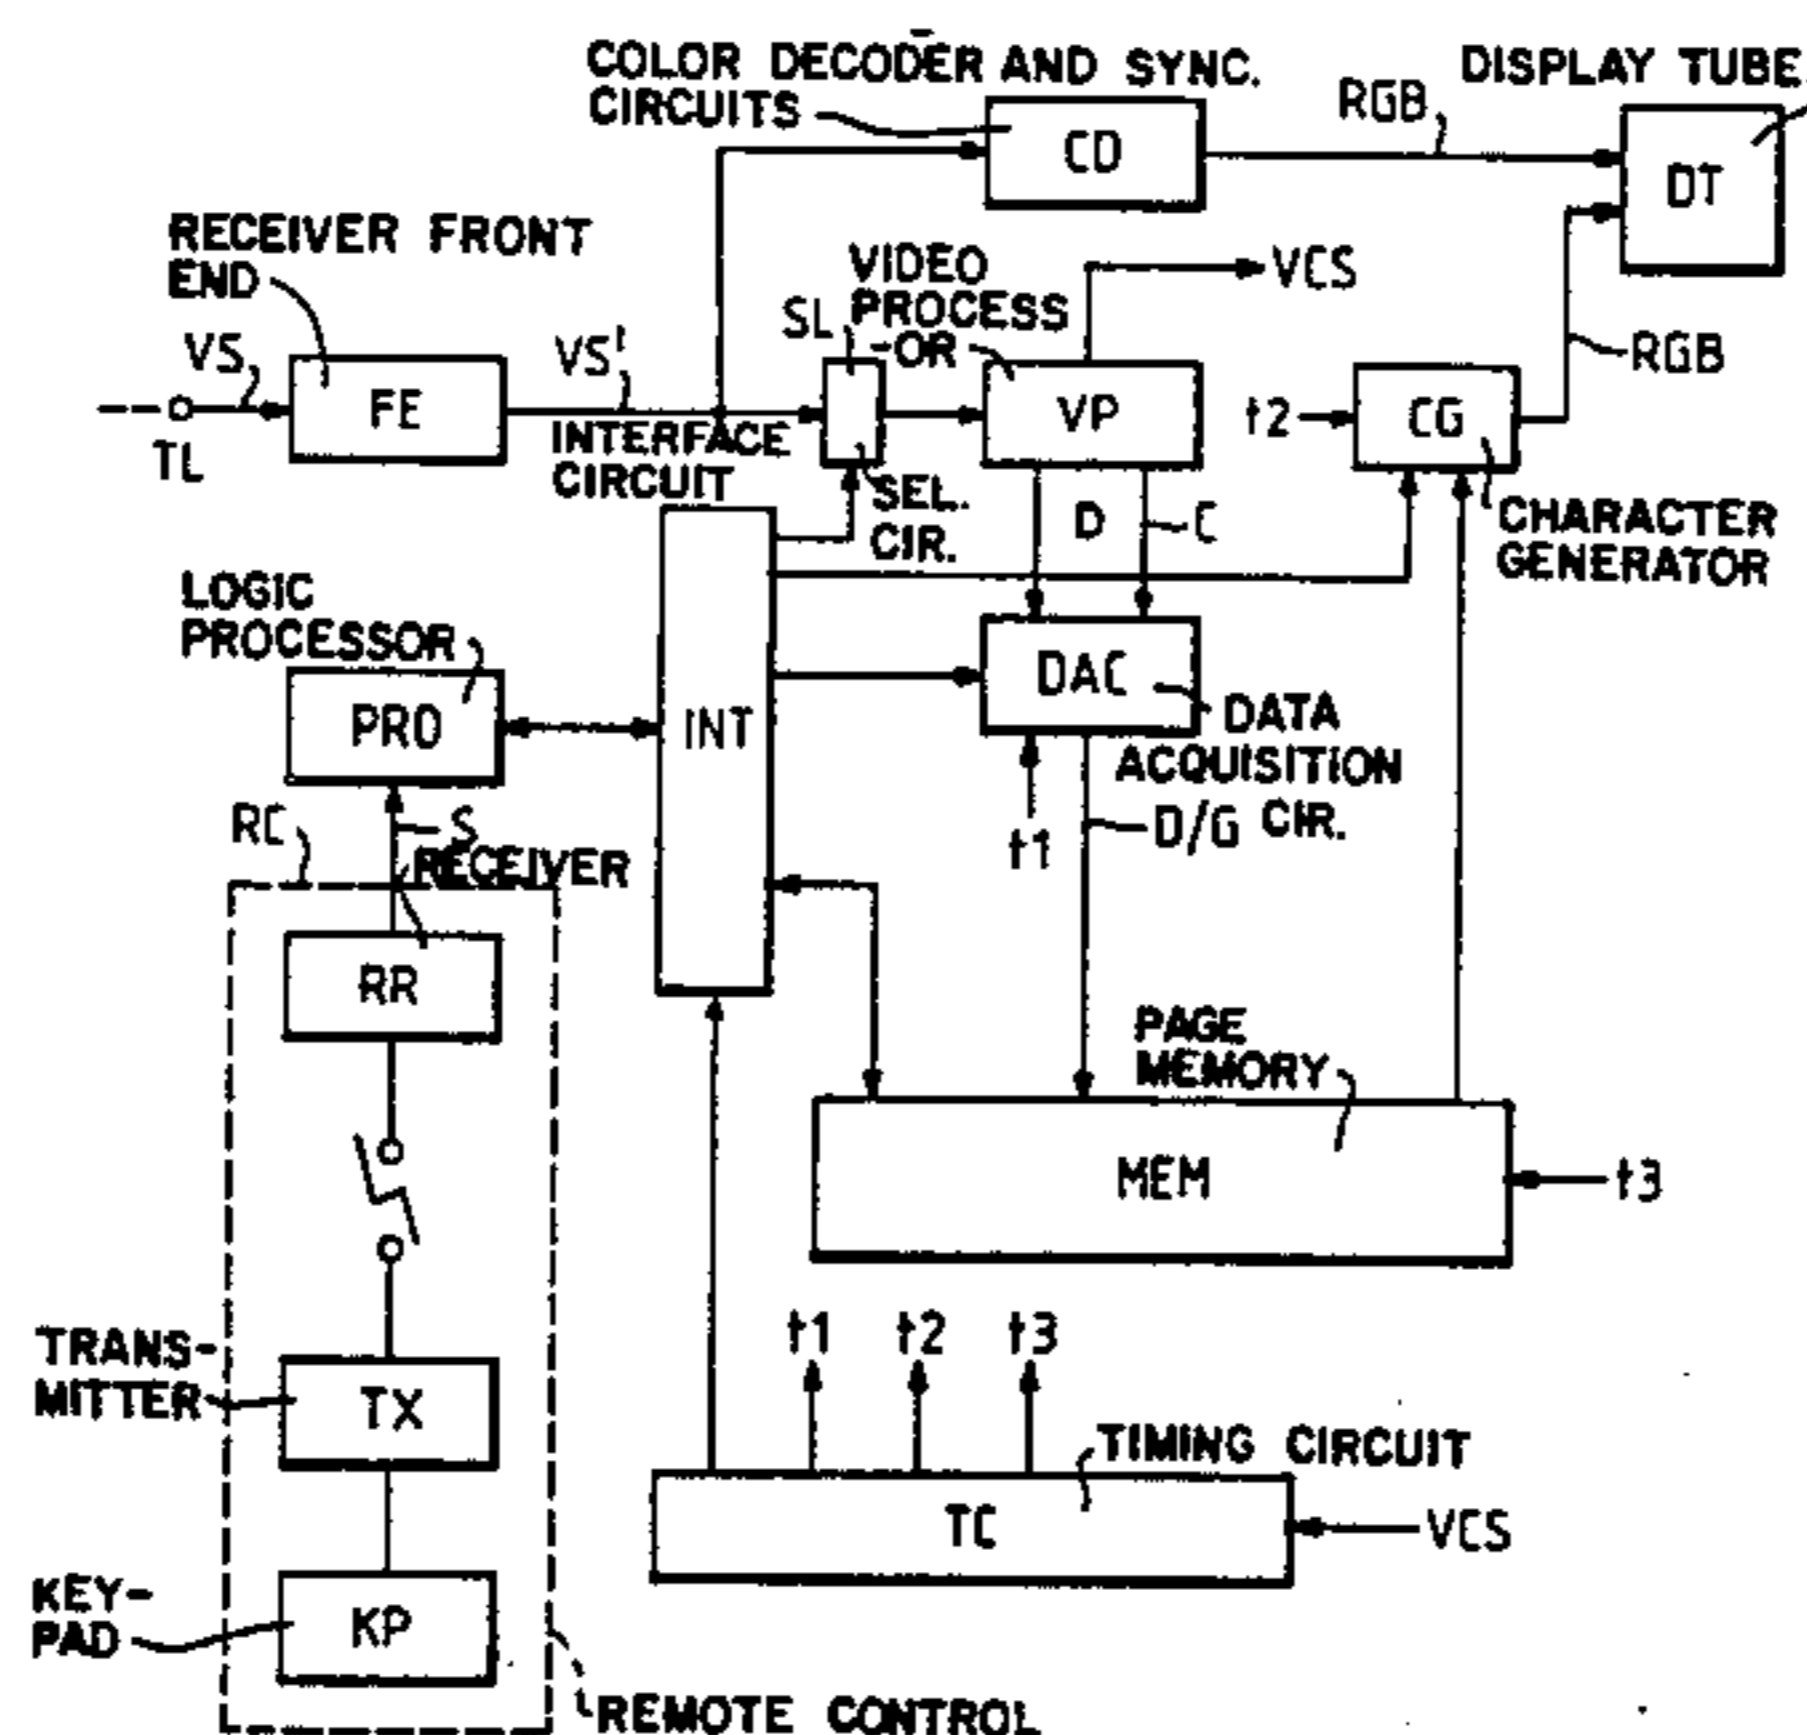 COLOR DECODER AND SYNC.
CIRCUITS
DISPLAY TUBE
RGB
CD
DT
RECEIVER FRONT
END
VIDEO
PROCESS
-OR
VCS
SL
VS
VS'
FE
VP
RGB
t2
CG
TL
INTERFACE
CIRCUIT
SEL.
CIR.
D
C
CHARACTER
GENERATOR
LOGIC
PROCESSOR
PRO
INT
DAC
DATA
ACQUISITION
CIR.
RC
S
t1
D/G
RECEIVER
RR
PAGE
MEMORY
MEM
t3
TRANS-
MITTER
TX
t1
t2
t3
TIMING CIRCUIT
TC
VCS
KEY-
PAD
KP
REMOTE CONTROL